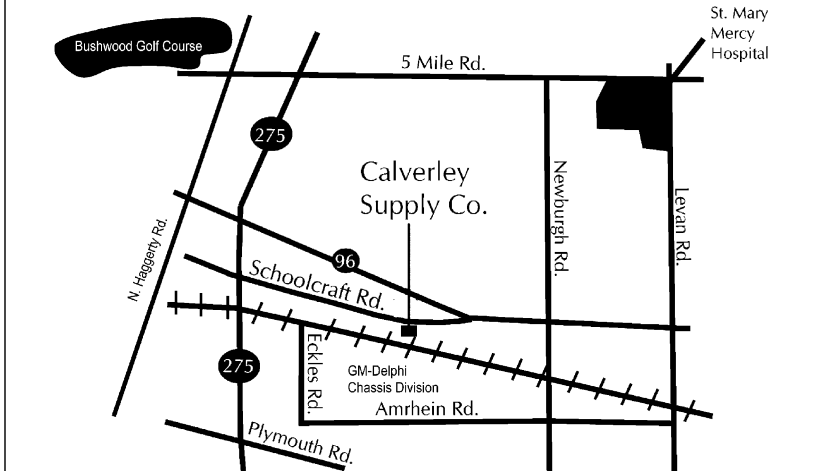 St. Mary
Mercy
Hospital
Bushwood Golf Course
5 Mile Rd.
275
Calverley
Supply Co.
Newburgh Rd.
Levan Rd.
N. Haggerty Rd.
96
Schoolcraft Rd.
275
Eckles Rd.
GM-Delphi
Chassis Division
Amrhein Rd.
Plymouth Rd.